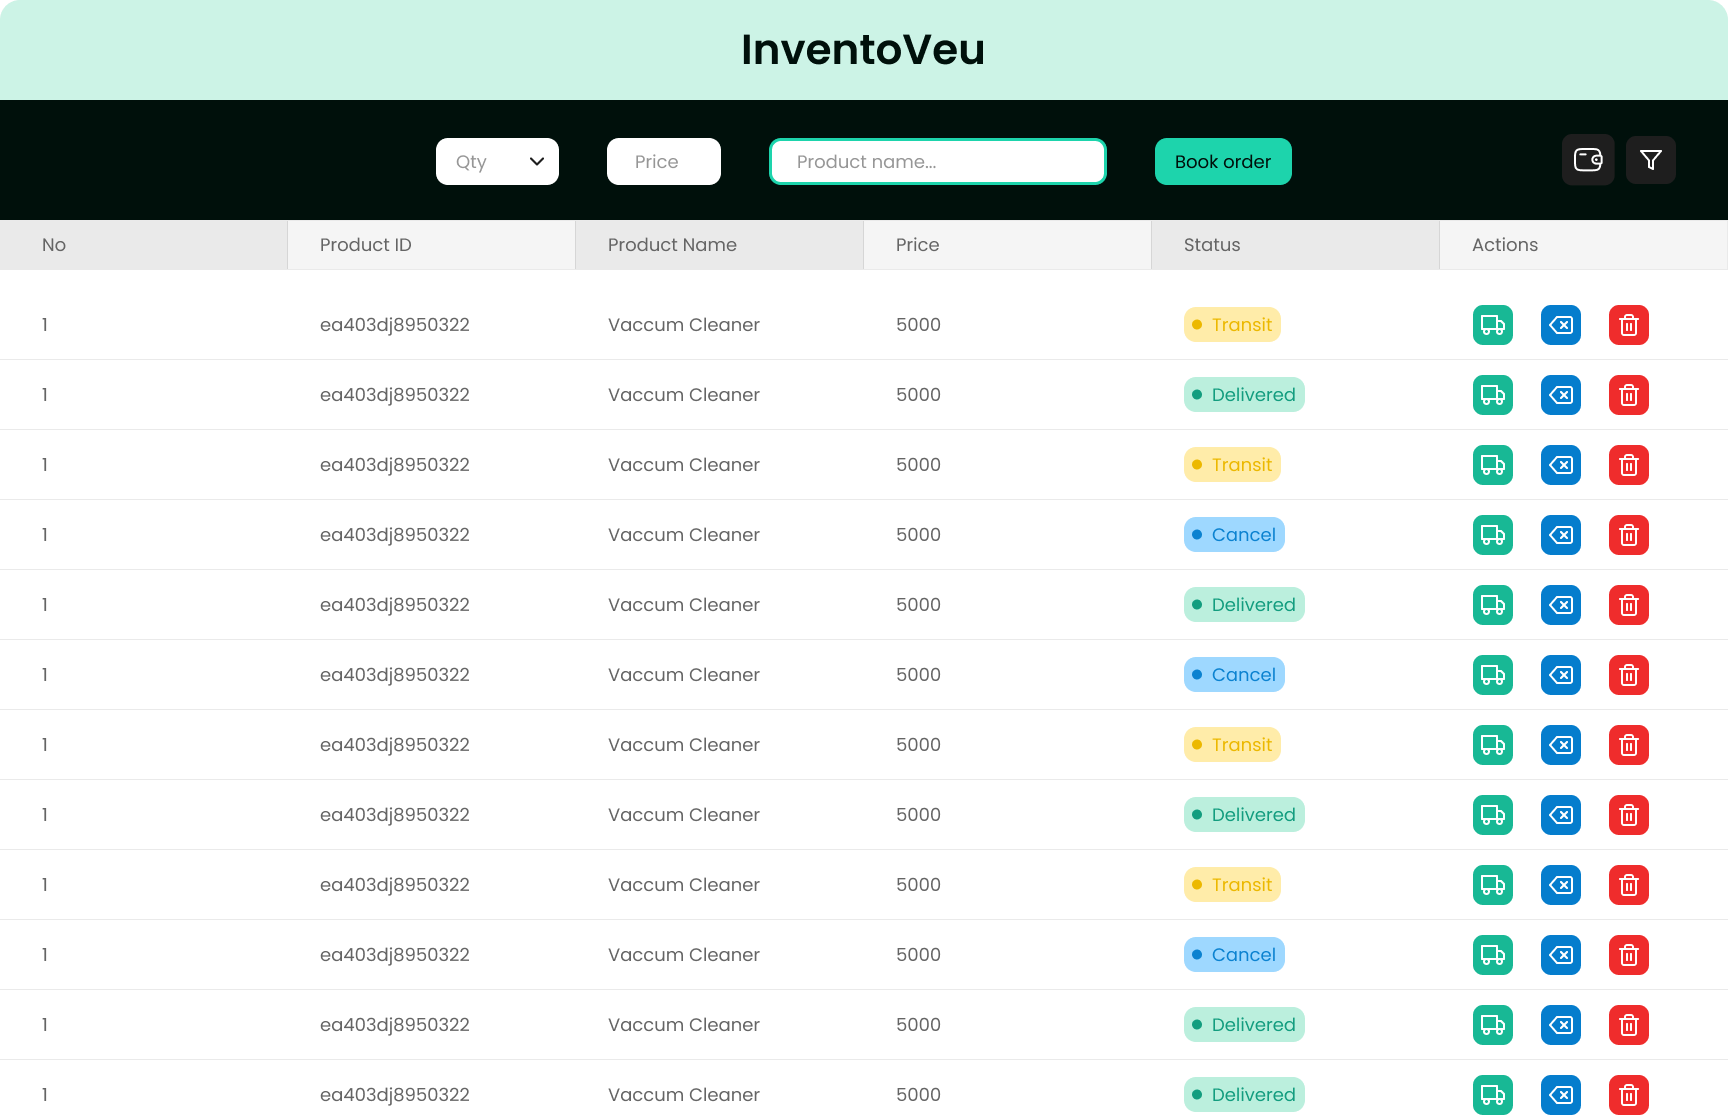 InventoVeu
Qty Price Product name... Book order
No Product ID Product Name Price Status Actions
1 ea403dj8950322 Vaccum Cleaner 5000 Transit
1 ea403dj8950322 Vaccum Cleaner 5000 Delivered
1 ea403dj8950322 Vaccum Cleaner 5000 Transit
1 ea403dj8950322 Vaccum Cleaner 5000 Cancel
1 ea403dj8950322 Vaccum Cleaner 5000 Delivered
1 ea403dj8950322 Vaccum Cleaner 5000 Cancel
1 ea403dj8950322 Vaccum Cleaner 5000 Transit
1 ea403dj8950322 Vaccum Cleaner 5000 Delivered
1 ea403dj8950322 Vaccum Cleaner 5000 Transit
1 ea403dj8950322 Vaccum Cleaner 5000 Cancel
1 ea403dj8950322 Vaccum Cleaner 5000 Delivered
1 ea403dj8950322 Vaccum Cleaner 5000 Delivered